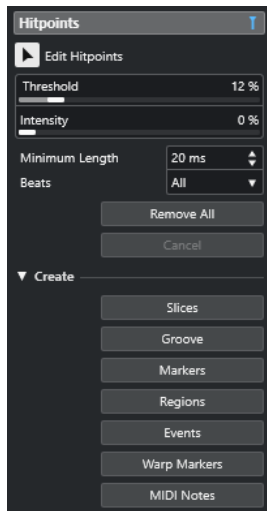 Hitpoints
Edit Hitpoints
Threshold 12 %
Intensity 0 %
Minimum Length 20 ms
Beats All
Remove All
Cancel
Create
Slices
Groove
Markers
Regions
Events
Warp Markers
MIDI Notes